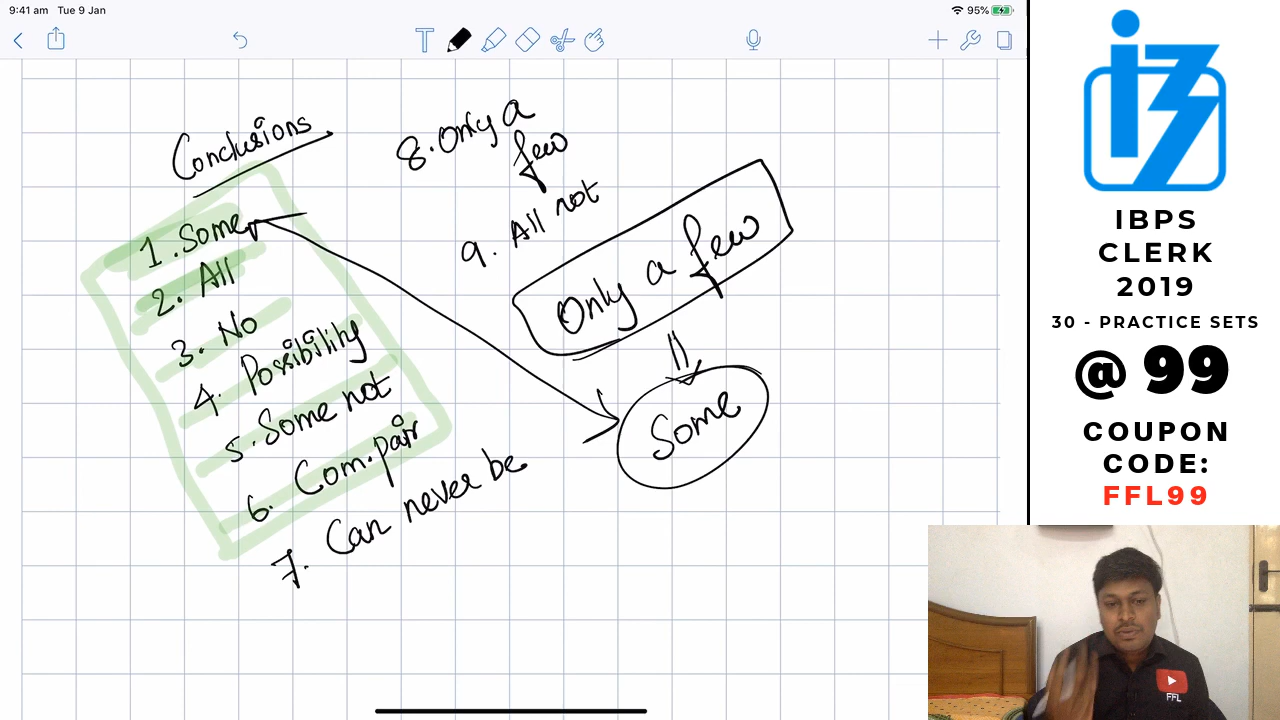 9:41 am Tue 9 Jan
95%
Conclusions
1. Some
2. All
3. No
4. Possibility
5. Some not
6. Com.pair
7. Can never be
8. Only a
few
9. All not
Only a few
Some
IBPS
CLERK
2019
30 - PRACTICE SETS
@ 99
COUPON
CODE:
FFL99
FFL